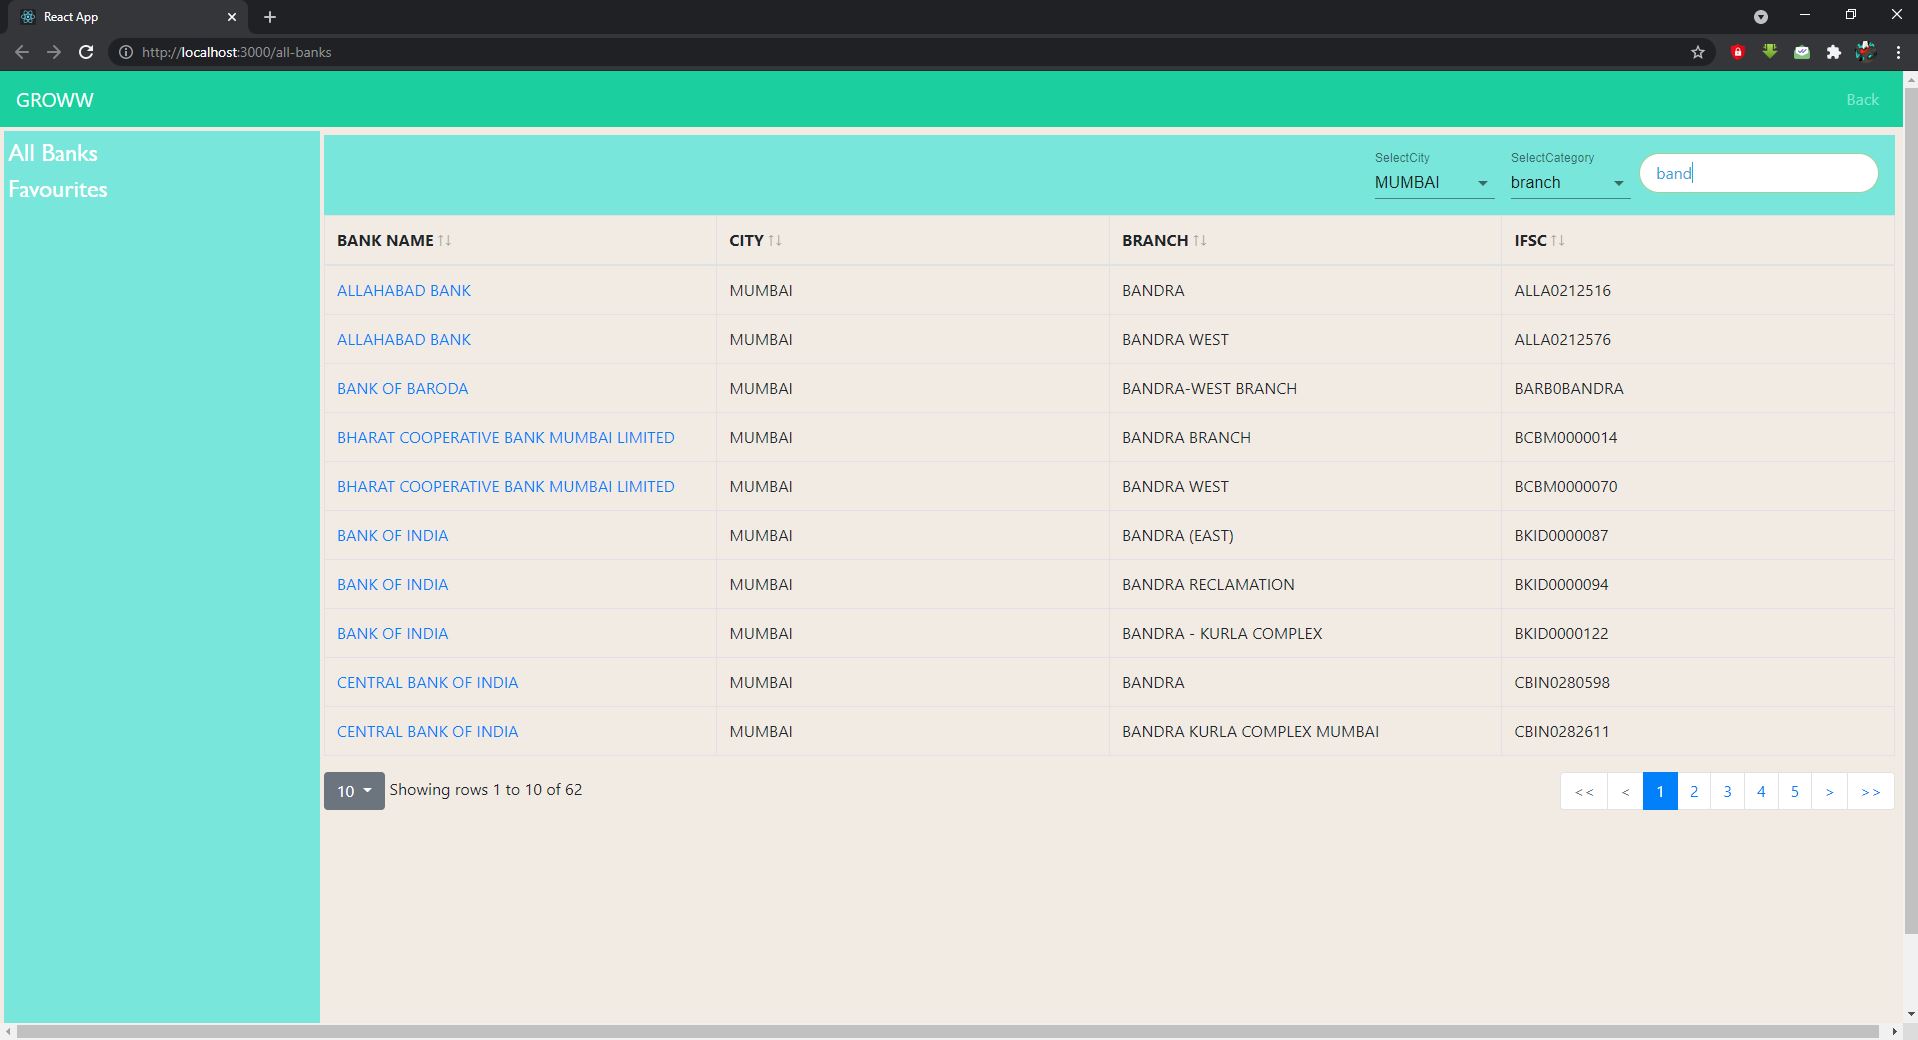 React App
http://localhost:3000/all-banks
GROWW
Back
All Banks
Favourites
SelectCity
MUMBAI
SelectCategory
branch
band
BANK NAME ↑↓ CITY ↑↓ BRANCH ↑↓ IFSC ↑↓
ALLAHABAD BANK MUMBAI BANDRA ALLA0212516
ALLAHABAD BANK MUMBAI BANDRA WEST ALLA0212576
BANK OF BARODA MUMBAI BANDRA-WEST BRANCH BARB0BANDRA
BHARAT COOPERATIVE BANK MUMBAI LIMITED MUMBAI BANDRA BRANCH BCBM0000014
BHARAT COOPERATIVE BANK MUMBAI LIMITED MUMBAI BANDRA WEST BCBM0000070
BANK OF INDIA MUMBAI BANDRA (EAST) BKID0000087
BANK OF INDIA MUMBAI BANDRA RECLAMATION BKID0000094
BANK OF INDIA MUMBAI BANDRA - KURLA COMPLEX BKID0000122
CENTRAL BANK OF INDIA MUMBAI BANDRA CBIN0280598
CENTRAL BANK OF INDIA MUMBAI BANDRA KURLA COMPLEX MUMBAI CBIN0282611
10 Showing rows 1 to 10 of 62 << < 1 2 3 4 5 > >>